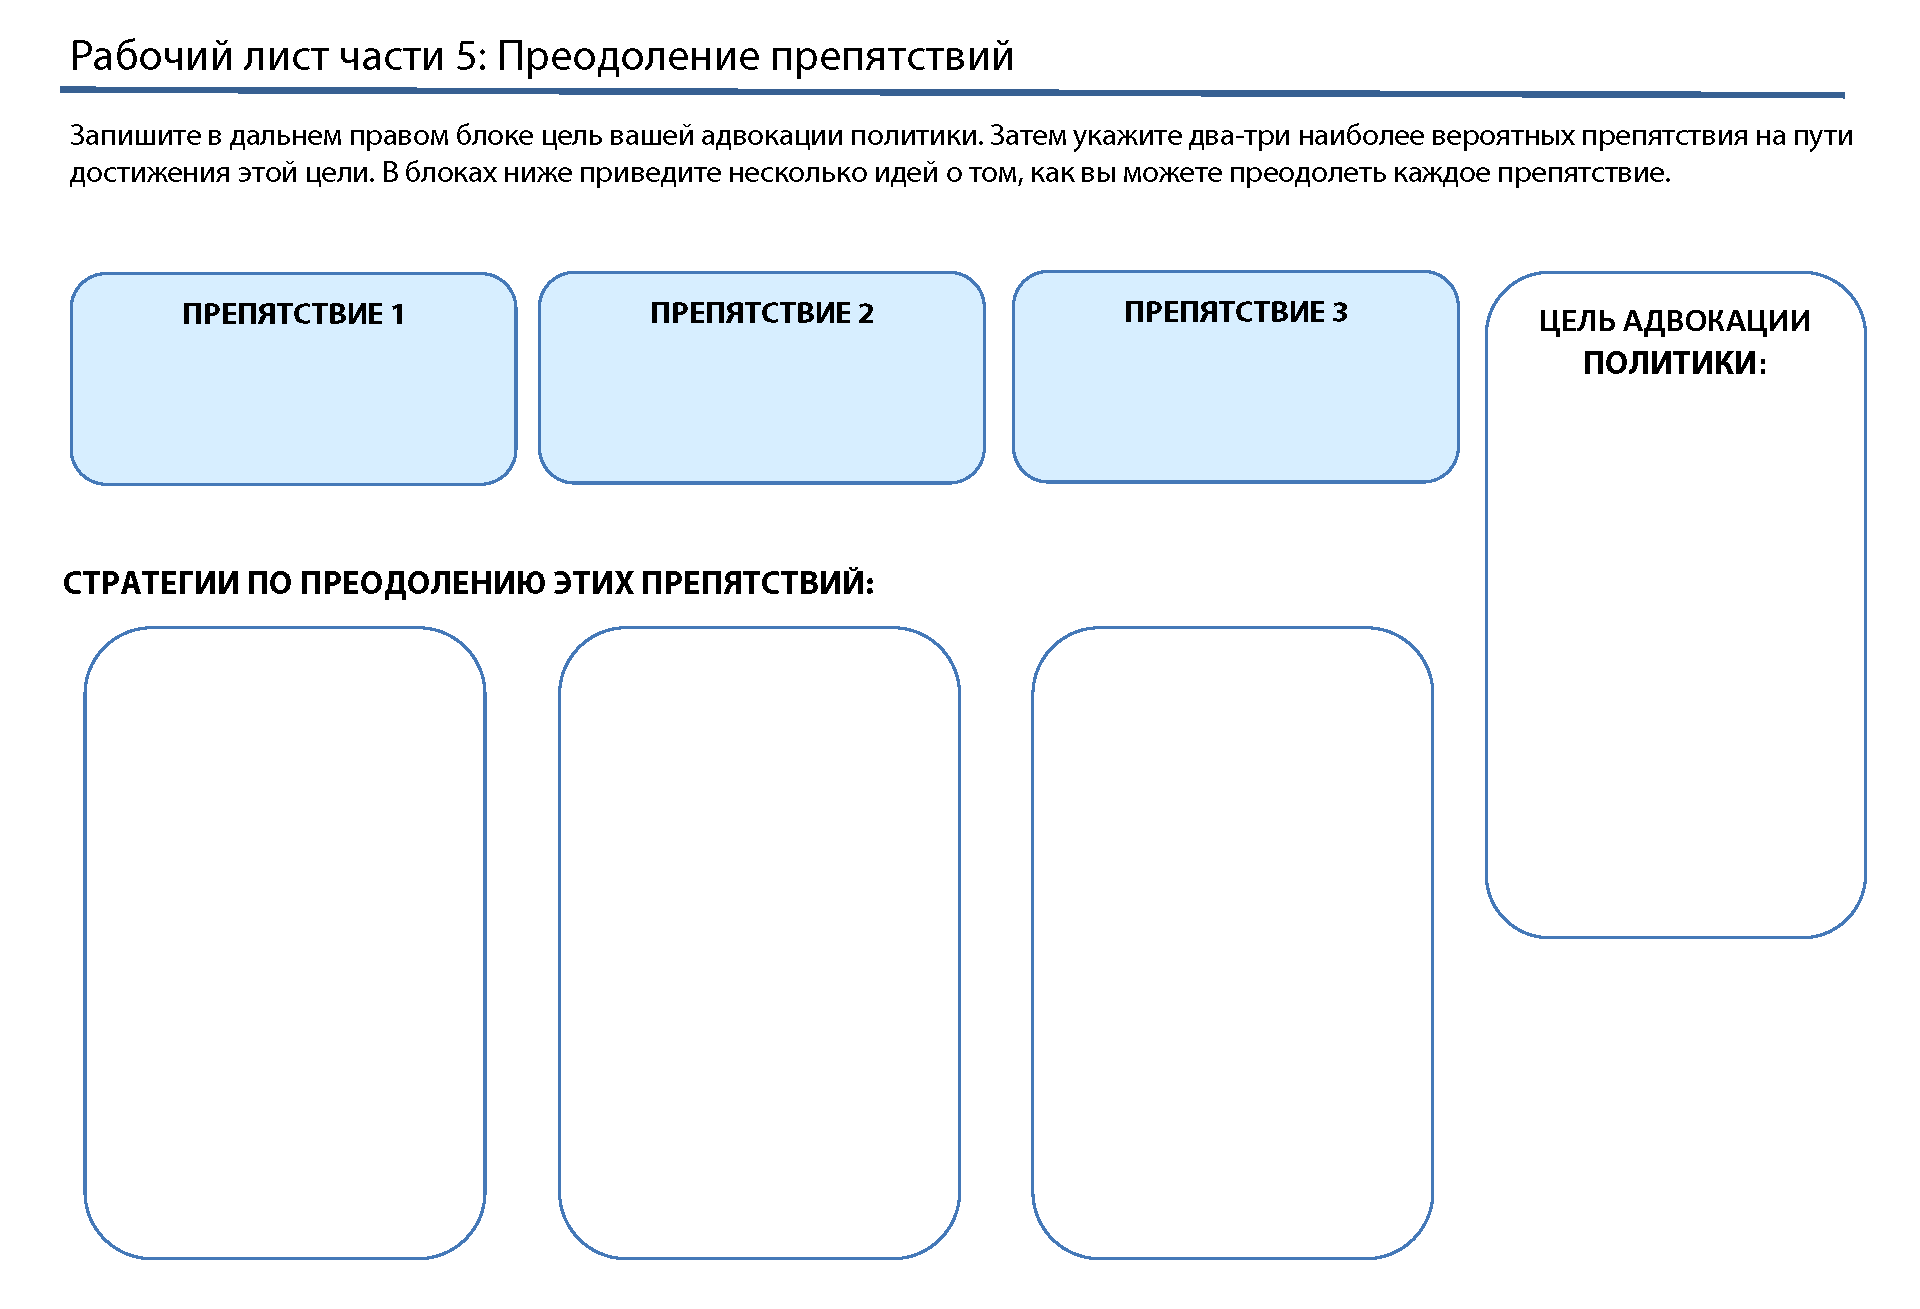 Рабочий лист части 5: Преодоление препятствий
Запишите в дальнем правом блоке цель вашей адвокации политики. Затем укажите два-три наиболее вероятных препятствия на пути
достижения этой цели. В блоках ниже приведите несколько идей о том, как вы можете преодолеть каждое препятствие.
ПРЕПЯТСТВИЕ 1
ПРЕПЯТСТВИЕ 2
ПРЕПЯТСТВИЕ 3
ЦЕЛЬ АДВОКАЦИИ
ПОЛИТИКИ:
СТРАТЕГИИ ПО ПРЕОДОЛЕНИЮ ЭТИХ ПРЕПЯТСТВИЙ: